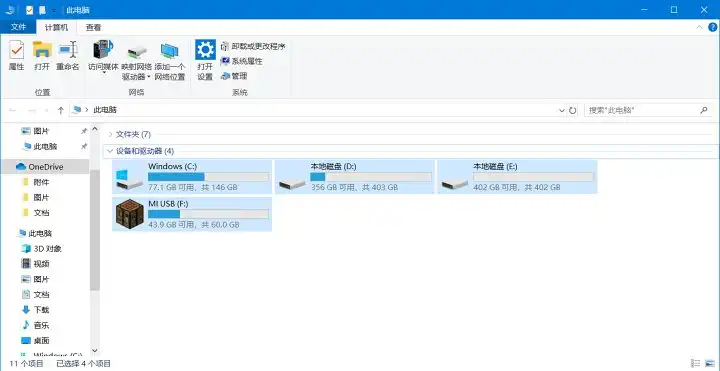 此电脑
文件 计算机 查看
属性 打开 重命名 访问媒体 映射网络驱动器 添加一个网络位置 打开设置 卸载或更改程序
系统属性
管理
位置 网络 系统
此电脑 搜索"此电脑"
图片
此电脑
OneDrive
附件
图片
文档
此电脑
3D 对象
视频
图片
文档
下载
音乐
桌面
Windows (C:)
文件夹 (7)
设备和驱动器 (4)
Windows (C:)
77.1 GB 可用，共 146 GB
本地磁盘 (D:)
356 GB 可用，共 403 GB
本地磁盘 (E:)
402 GB 可用，共 402 GB
MI USB (F:)
43.9 GB 可用，共 60.0 GB
11 个项目 已选择 4 个项目